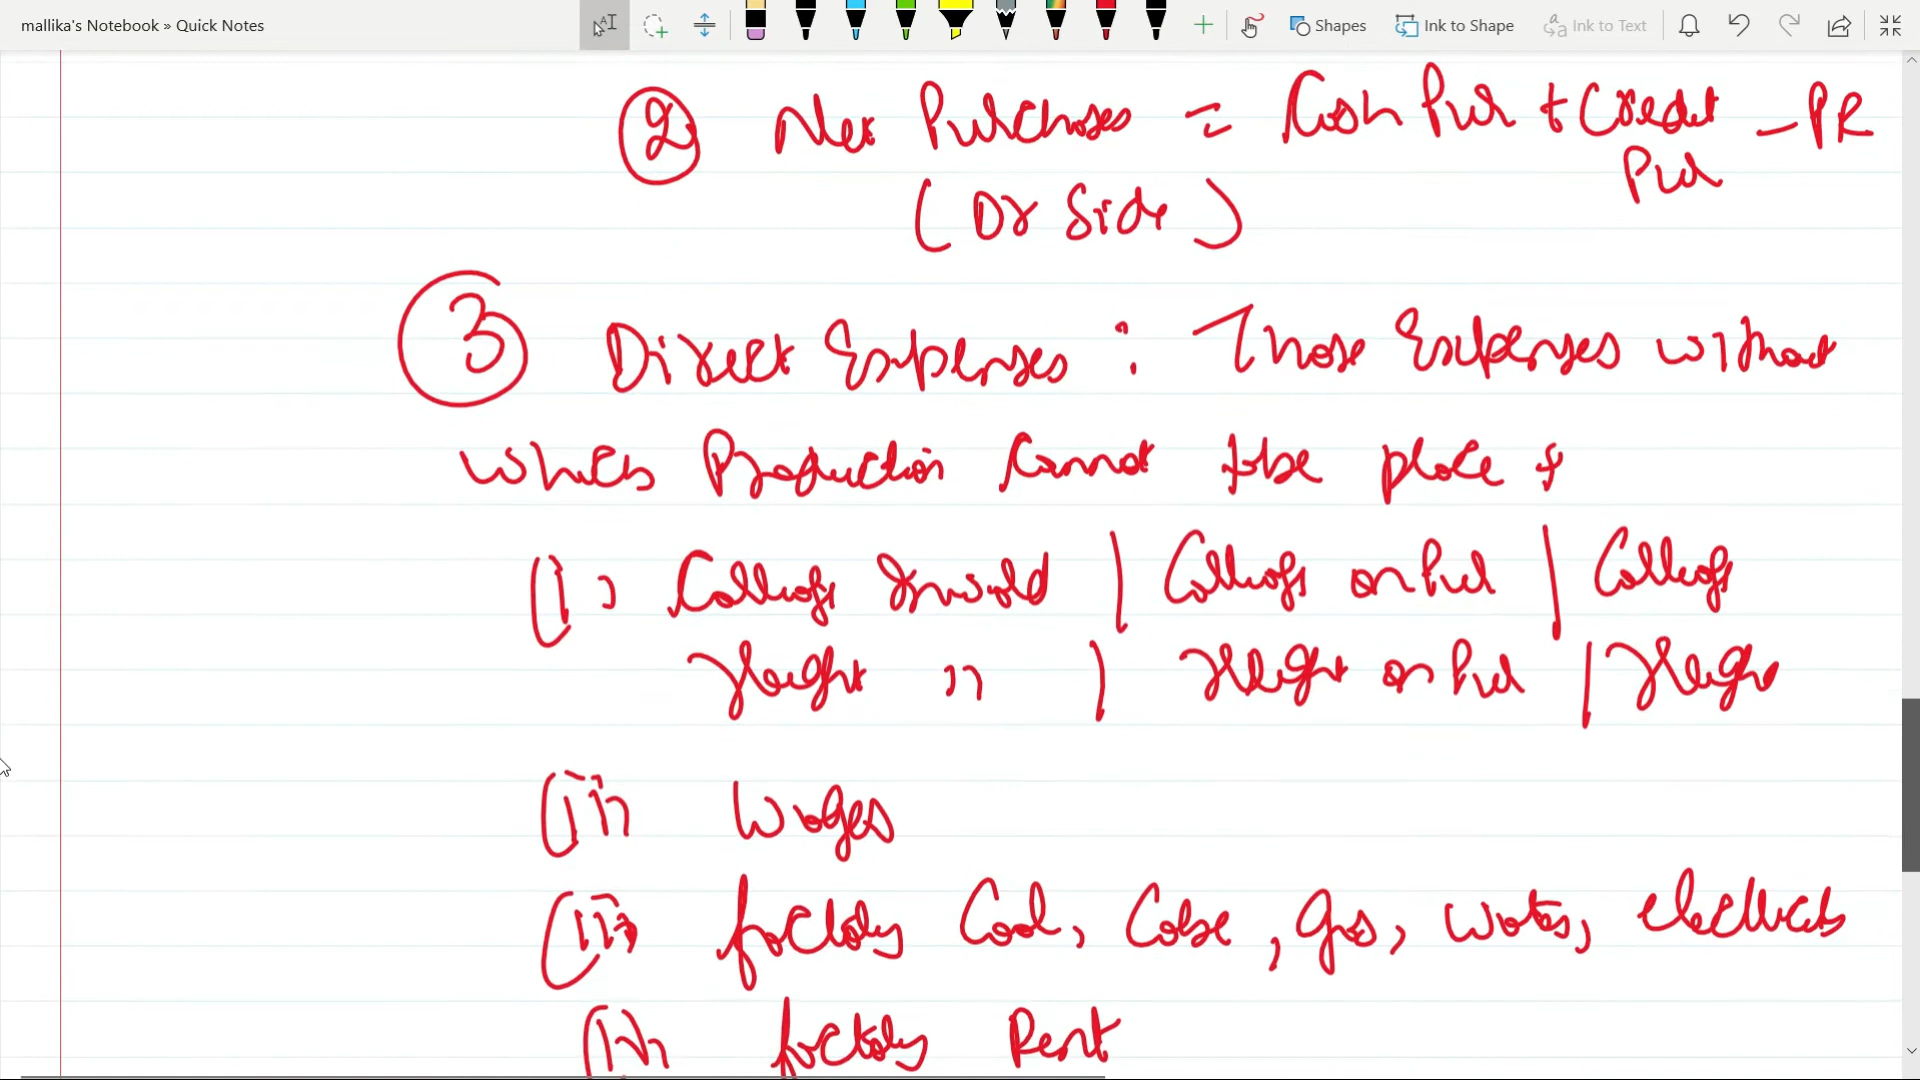 mallika's Notebook » Quick Notes Shapes Ink to Shape Ink to Text
② Net Purchases = Cash Pur + Credit Pur - PR
(Dr Side)
③ Direct Expenses : Those Expenses without
which Production cannot take place
(i) Carriage Inward | Carriage on Pur | Carriage
Freight " | Freight on Pur | Freight
(ii) Wages
(iii) factory Coal, Coke, Gas, Water, electricity
(iv) factory Rent